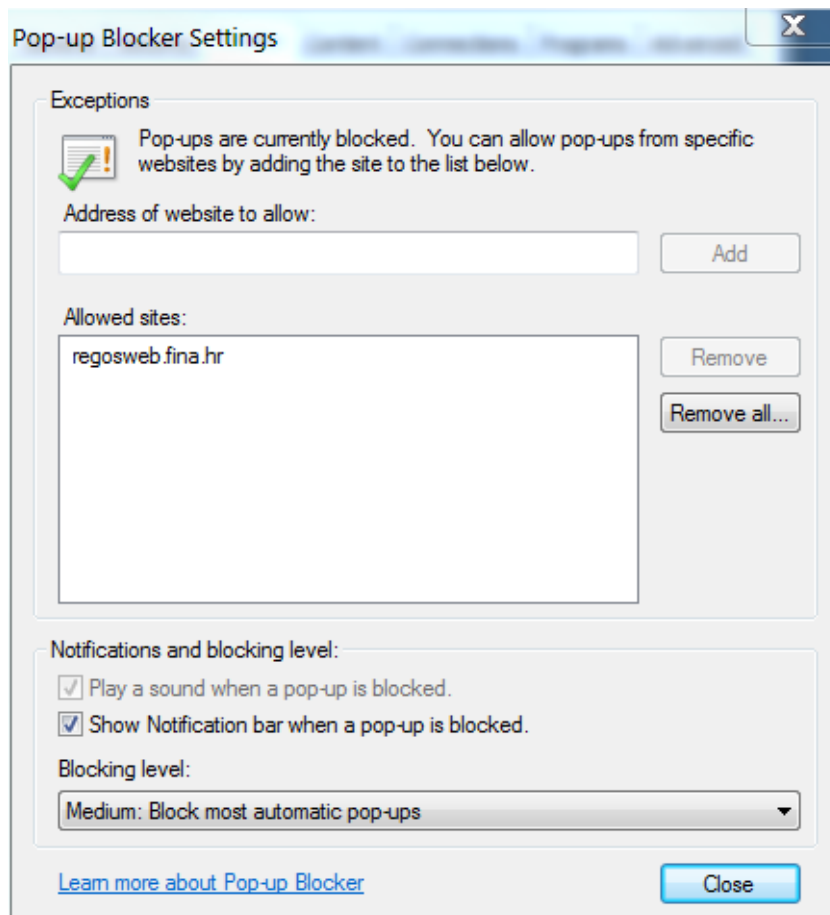 Pop-up Blocker Settings
Exceptions
Pop-ups are currently blocked. You can allow pop-ups from specific
websites by adding the site to the list below.
Address of website to allow:
Add
Allowed sites:
regosweb.fina.hr
Remove
Remove all...
Notifications and blocking level:
Play a sound when a pop-up is blocked.
Show Notification bar when a pop-up is blocked.
Blocking level:
Medium: Block most automatic pop-ups
Learn more about Pop-up Blocker
Close